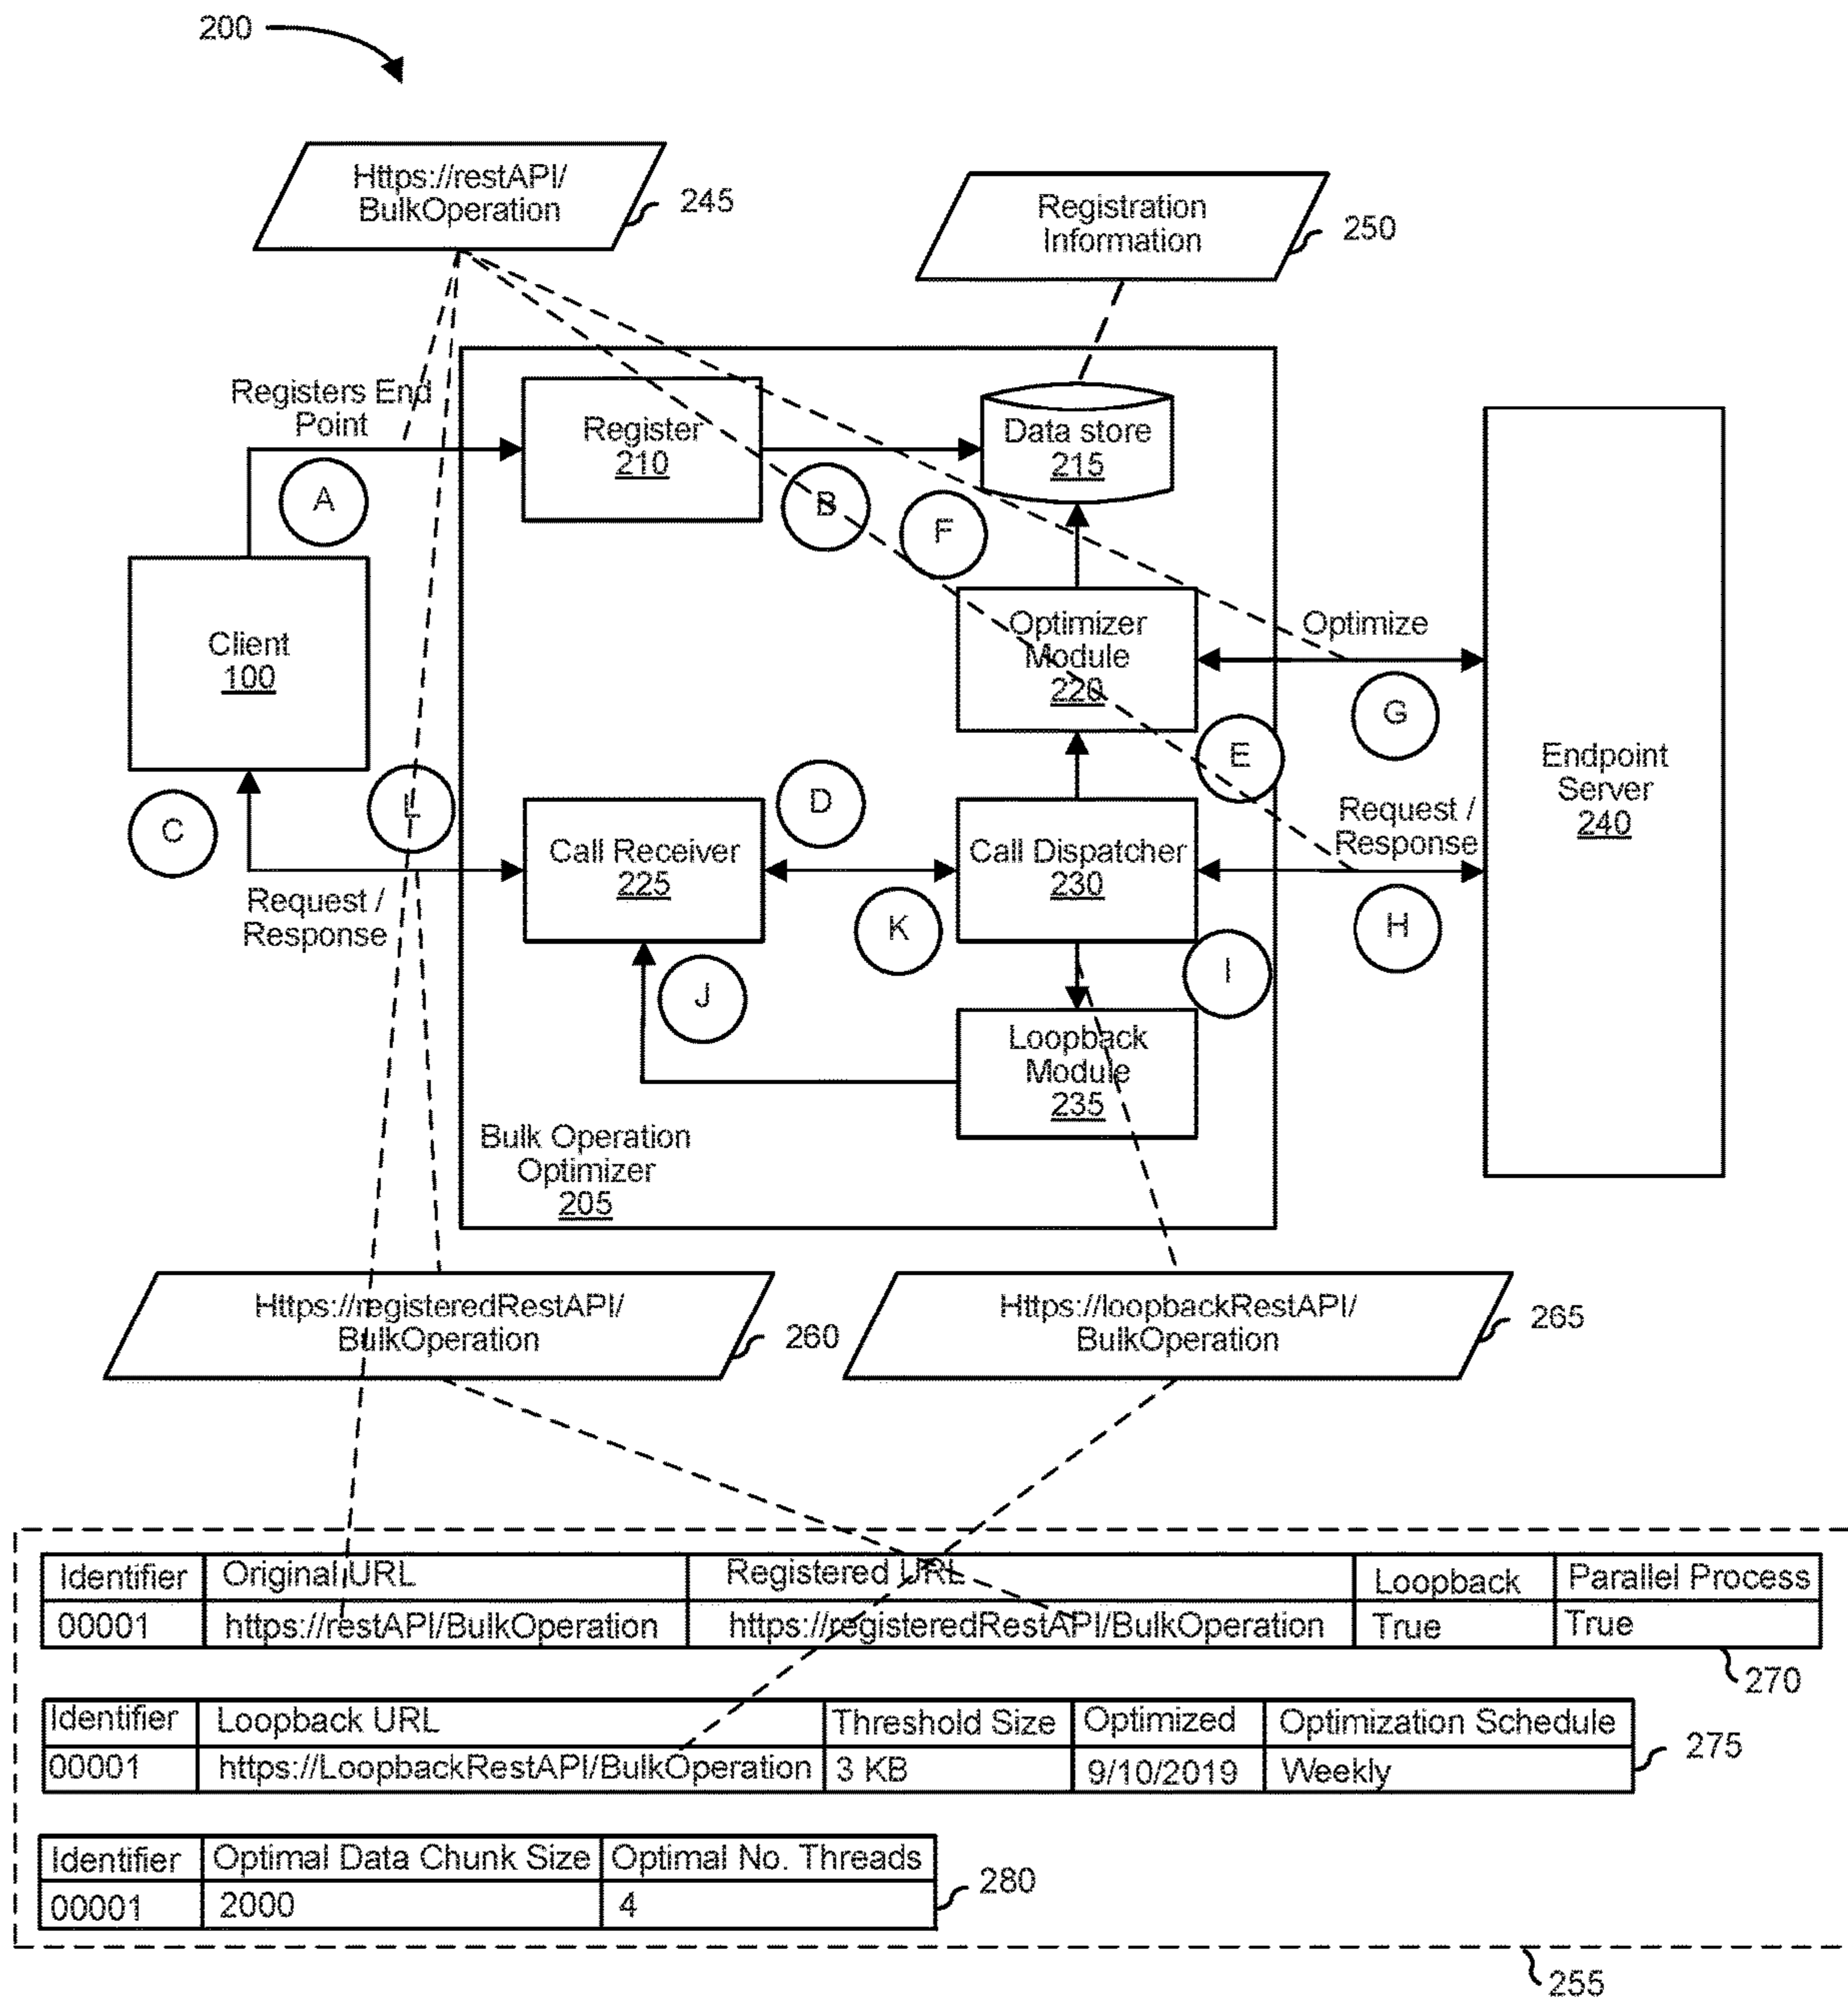 200
Https://restAPI/
BulkOperation
245
Registration
Information
250
Registers End
Point
A
Register
210
B
F
Data store
215
Client
100
Optimizer
Module
220
Optimize
G
E
Endpoint
Server
240
C
L
Request /
Response
Call Receiver
225
D
K
Call Dispatcher
230
Request /
Response
H
I
J
Loopback
Module
235
Bulk Operation
Optimizer
205
Https://registeredRestAPI/
BulkOperation
260
Https://loopbackRestAPI/
BulkOperation
265
Identifier Original URL Registered URL Loopback Parallel Process
00001 https://restAPI/BulkOperation https://registeredRestAPI/BulkOperation True True
270
Identifier Loopback URL Threshold Size Optimized Optimization Schedule
00001 https://LoopbackRestAPI/BulkOperation 3 KB 9/10/2019 Weekly
275
Identifier Optimal Data Chunk Size Optimal No. Threads
00001 2000 4
280
255